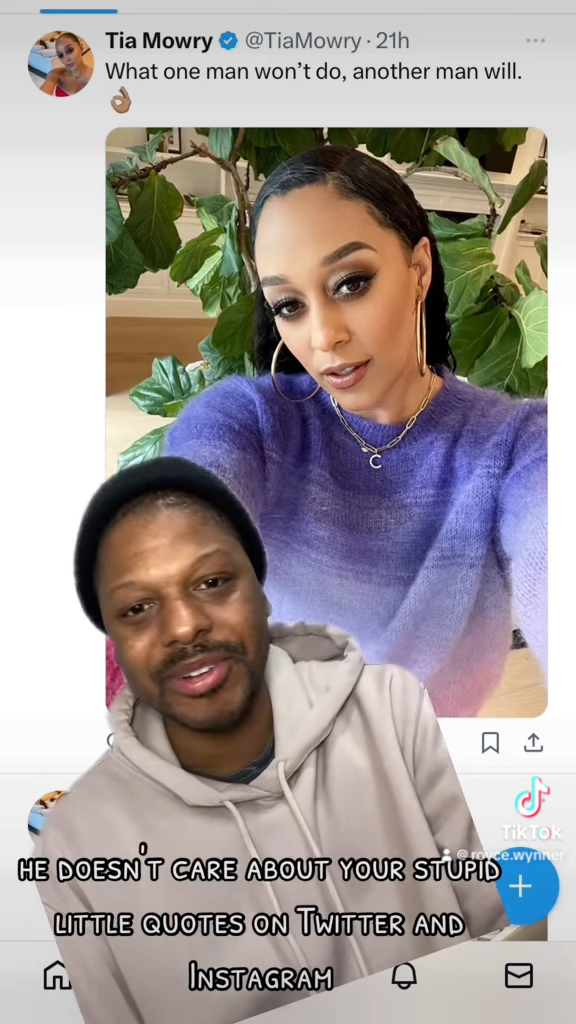 Tia Mowry @TiaMowry · 21h
What one man won't do, another man will.
👌🏽
C
TikTok
@royce.wynner
HE DOESN'T CARE ABOUT YOUR STUPID
LITTLE QUOTES ON TWITTER AND
INSTAGRAM